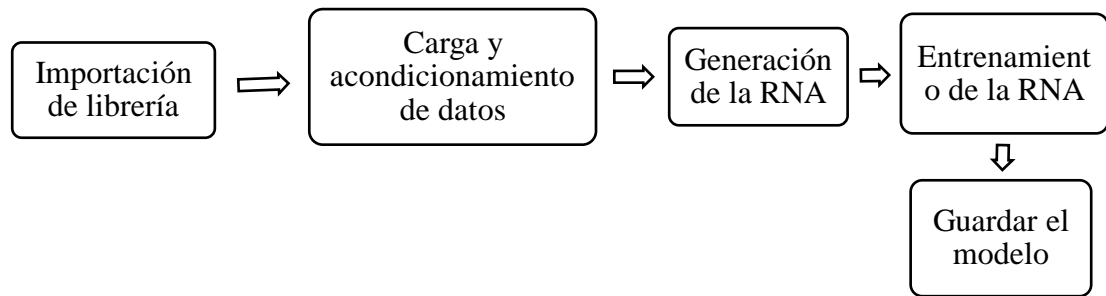 Importación
de librería
Carga y
acondicionamiento
de datos
Generación
de la RNA
Entrenamient
o de la RNA
Guardar el
modelo